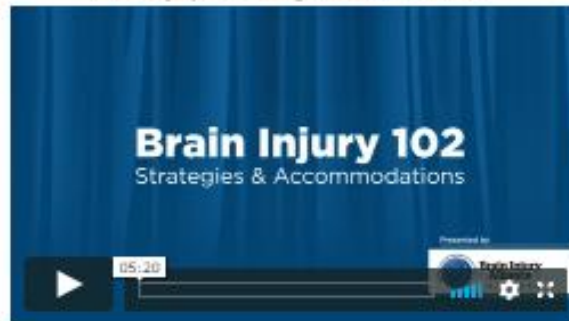 Brain Injury 102
Strategies & Accommodations
Presented by
05:20
Brain Injury